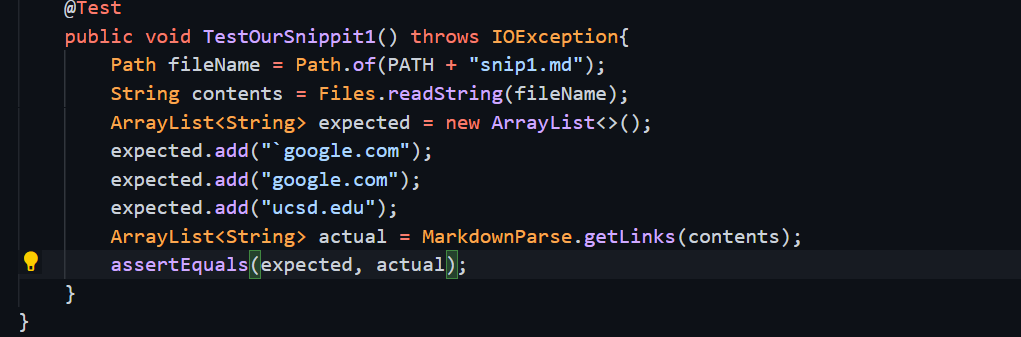 @Test
public void TestOurSnippit1() throws IOException{
Path fileName = Path.of(PATH + "snip1.md");
String contents = Files.readString(fileName);
ArrayList<String> expected = new ArrayList<>();
expected.add("`google.com");
expected.add("google.com");
expected.add("ucsd.edu");
ArrayList<String> actual = MarkdownParse.getLinks(contents);
assertEquals(expected, actual);
}
}